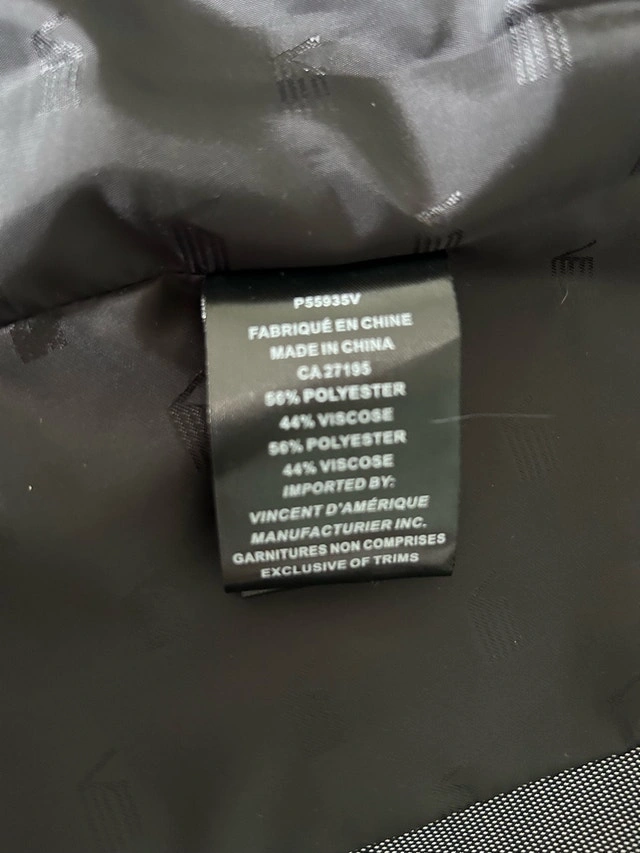 P55935V
FABRIQUÉ EN CHINE
MADE IN CHINA
CA 27195
56% POLYESTER
44% VISCOSE
56% POLYESTER
44% VISCOSE
IMPORTED BY:
VINCENT D'AMÉRIQUE
MANUFACTURIER INC.
GARNITURES NON COMPRISES
EXCLUSIVE OF TRIMS